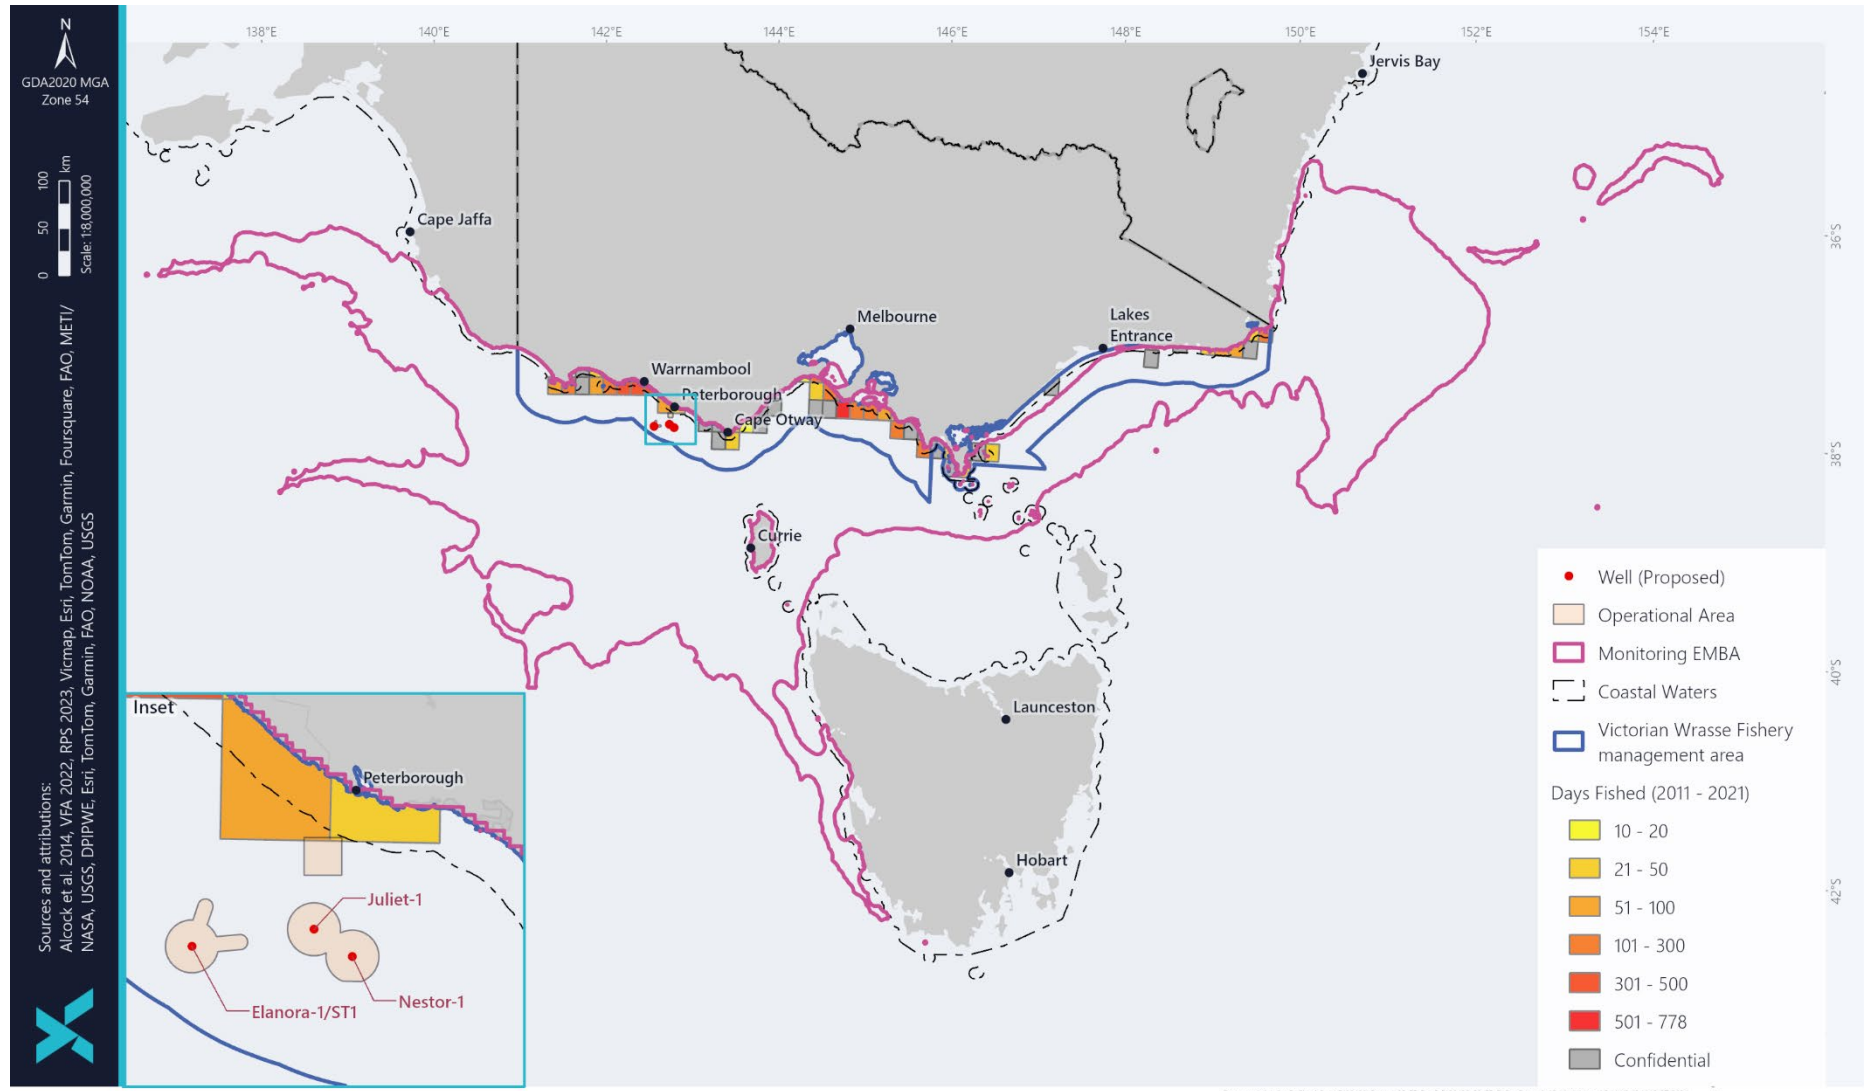 N
GDA2020 MGA
Zone 54
0 50 100 km
Scale: 1:8,000,000
Sources and attributions:
Alcock et al. 2014, VFA 2022, RPS 2023, Vicmap, Esri, TomTom, Garmin, Foursquare, FAO, METI/
NASA, USGS, DPIPWE, Esri, TomTom, Garmin, FAO, NOAA, USGS
138°E 140°E 142°E 144°E 146°E 148°E 150°E 152°E 154°E
36°S
38°S
40°S
42°S
Jervis Bay
Cape Jaffa
Melbourne
Lakes
Entrance
Warrnambool
Peterborough
Cape Otway
Currie
Launceston
Hobart
Inset
Peterborough
Juliet-1
Nestor-1
Elanora-1/ST1
Well (Proposed)
Operational Area
Monitoring EMBA
Coastal Waters
Victorian Wrasse Fishery
management area
Days Fished (2011 - 2021)
10 - 20
21 - 50
51 - 100
101 - 300
301 - 500
501 - 778
Confidential